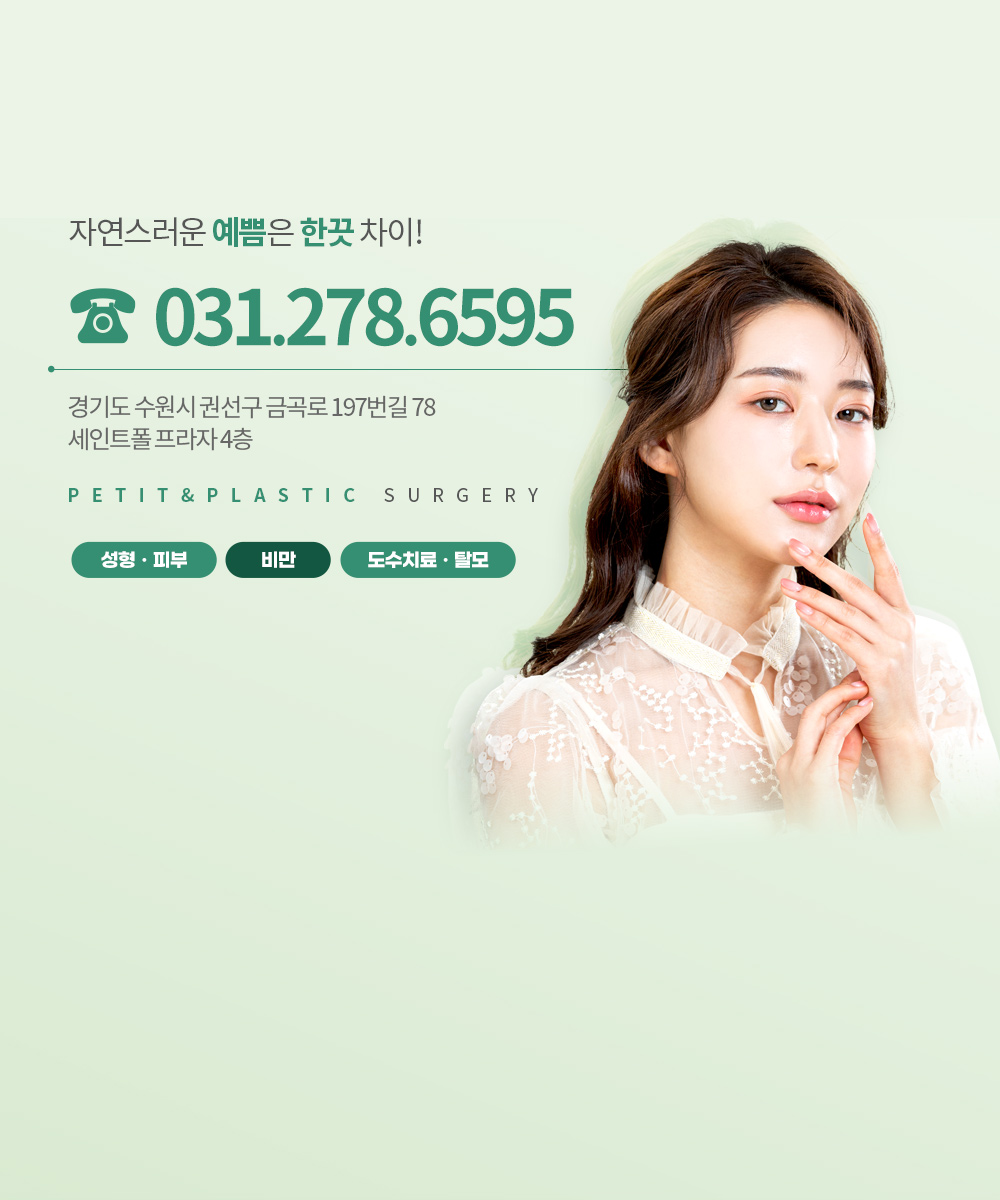 자연스러운 예쁨은 한끗 차이!
031.278.6595
경기도 수원시 권선구 금곡로 197번길 78
세인트폴 프라자 4층
PETIT&PLASTIC SURGERY
성형·피부 비만 도수치료·탈모